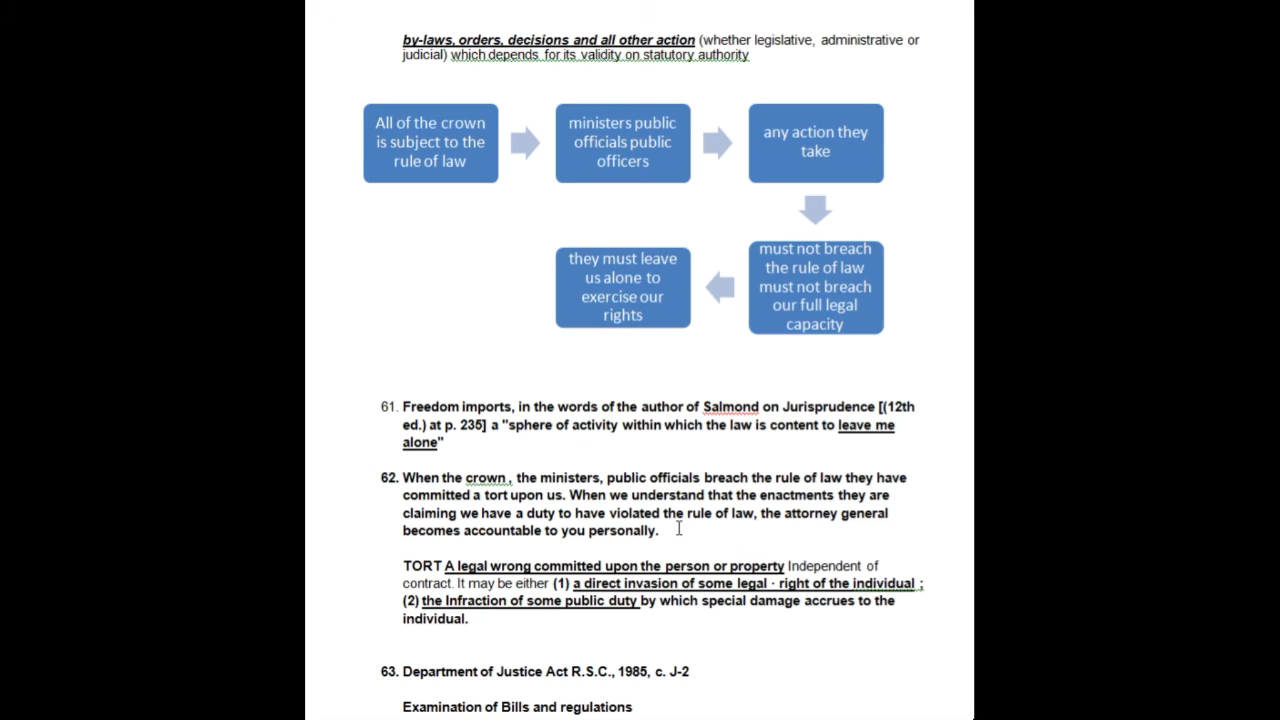 by-laws, orders, decisions and all other action (whether legislative, administrative or
judicial) which depends for its validity on statutory authority
All of the crown
is subject to the
rule of law
ministers public
officials public
officers
any action they
take
must not breach
the rule of law
must not breach
our full legal
capacity
they must leave
us alone to
exercise our
rights
61. Freedom imports, in the words of the author of Salmond on Jurisprudence [(12th
ed.) at p. 235] a "sphere of activity within which the law is content to leave me
alone"
62. When the crown , the ministers, public officials breach the rule of law they have
committed a tort upon us. When we understand that the enactments they are
claiming we have a duty to have violated the rule of law, the attorney general
becomes accountable to you personally.
TORT A legal wrong committed upon the person or property Independent of
contract. It may be either (1) a direct invasion of some legal · right of the individual ;
(2) the Infraction of some public duty by which special damage accrues to the
individual.
63. Department of Justice Act R.S.C., 1985, c. J-2
Examination of Bills and regulations